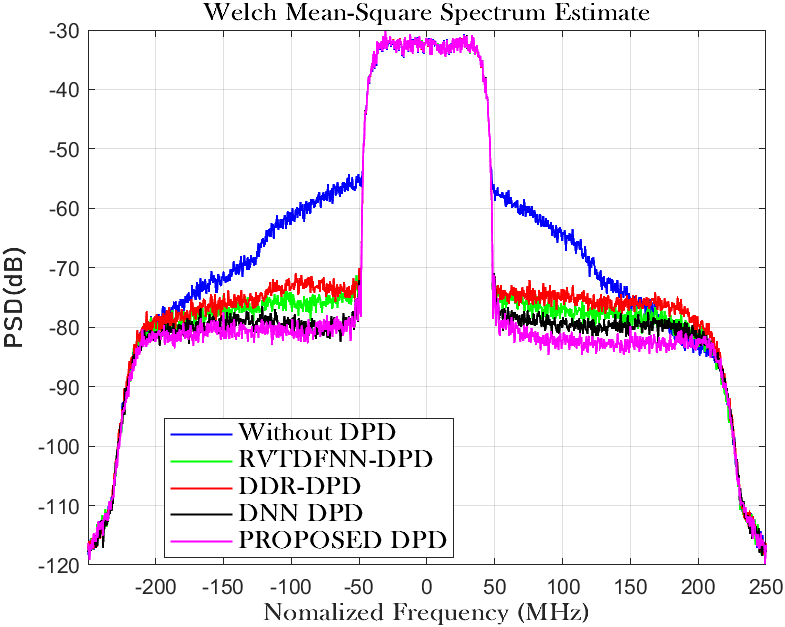 Welch Mean-Square Spectrum Estimate
-30
-40
-50
-60
-70
-80
-90
-100
-110
-120
PSD(dB)
Without DPD
RVTDFNN-DPD
DDR-DPD
DNN DPD
PROPOSED DPD
-200 -150 -100 -50 0 50 100 150 200 250
Nomalized Frequency (MHz)